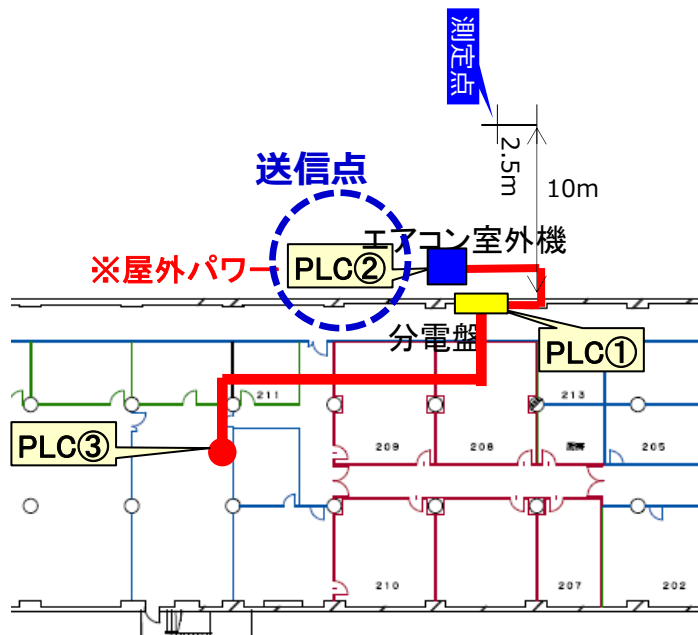 測定点
2.5m
10m
送信点
エアコン室外機
※屋外パワー
PLC②
分電盤
PLC①
211
213
PLC③
209
208
205
210
207
202